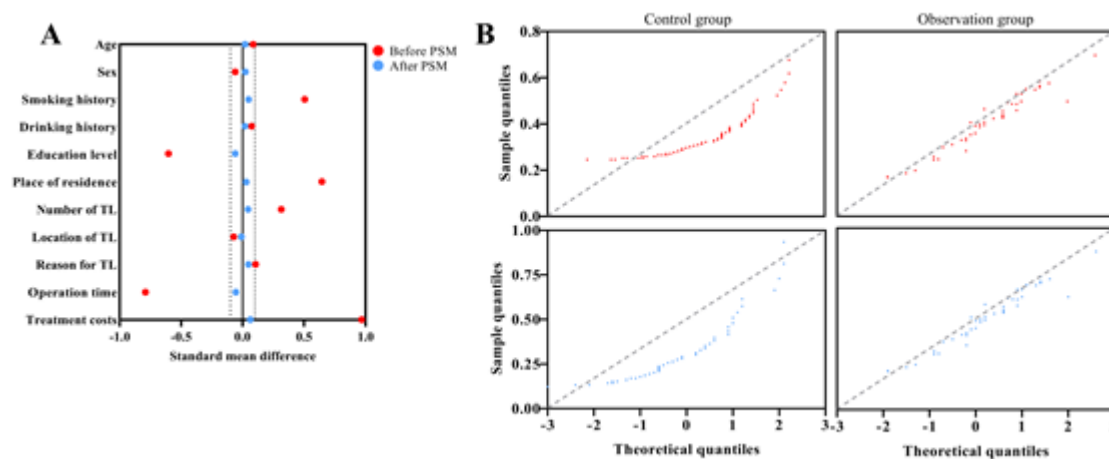 A
Before PSM
After PSM
Age
Sex
Smoking history
Drinking history
Education level
Place of residence
Number of TL
Location of TL
Reason for TL
Operation time
Treatment costs
-1.0
-0.5
0.0
0.5
1.0
Standard mean difference
B
Control group
Observation group
0.8
0.6
0.4
0.2
0.0
Sample quantiles
1.00
0.75
0.50
0.25
0.00
Sample quantiles
-3 -2 -1 0 1 2 3
-3 -2 -1 0 1 2 3
Theoretical quantiles
Theoretical quantiles